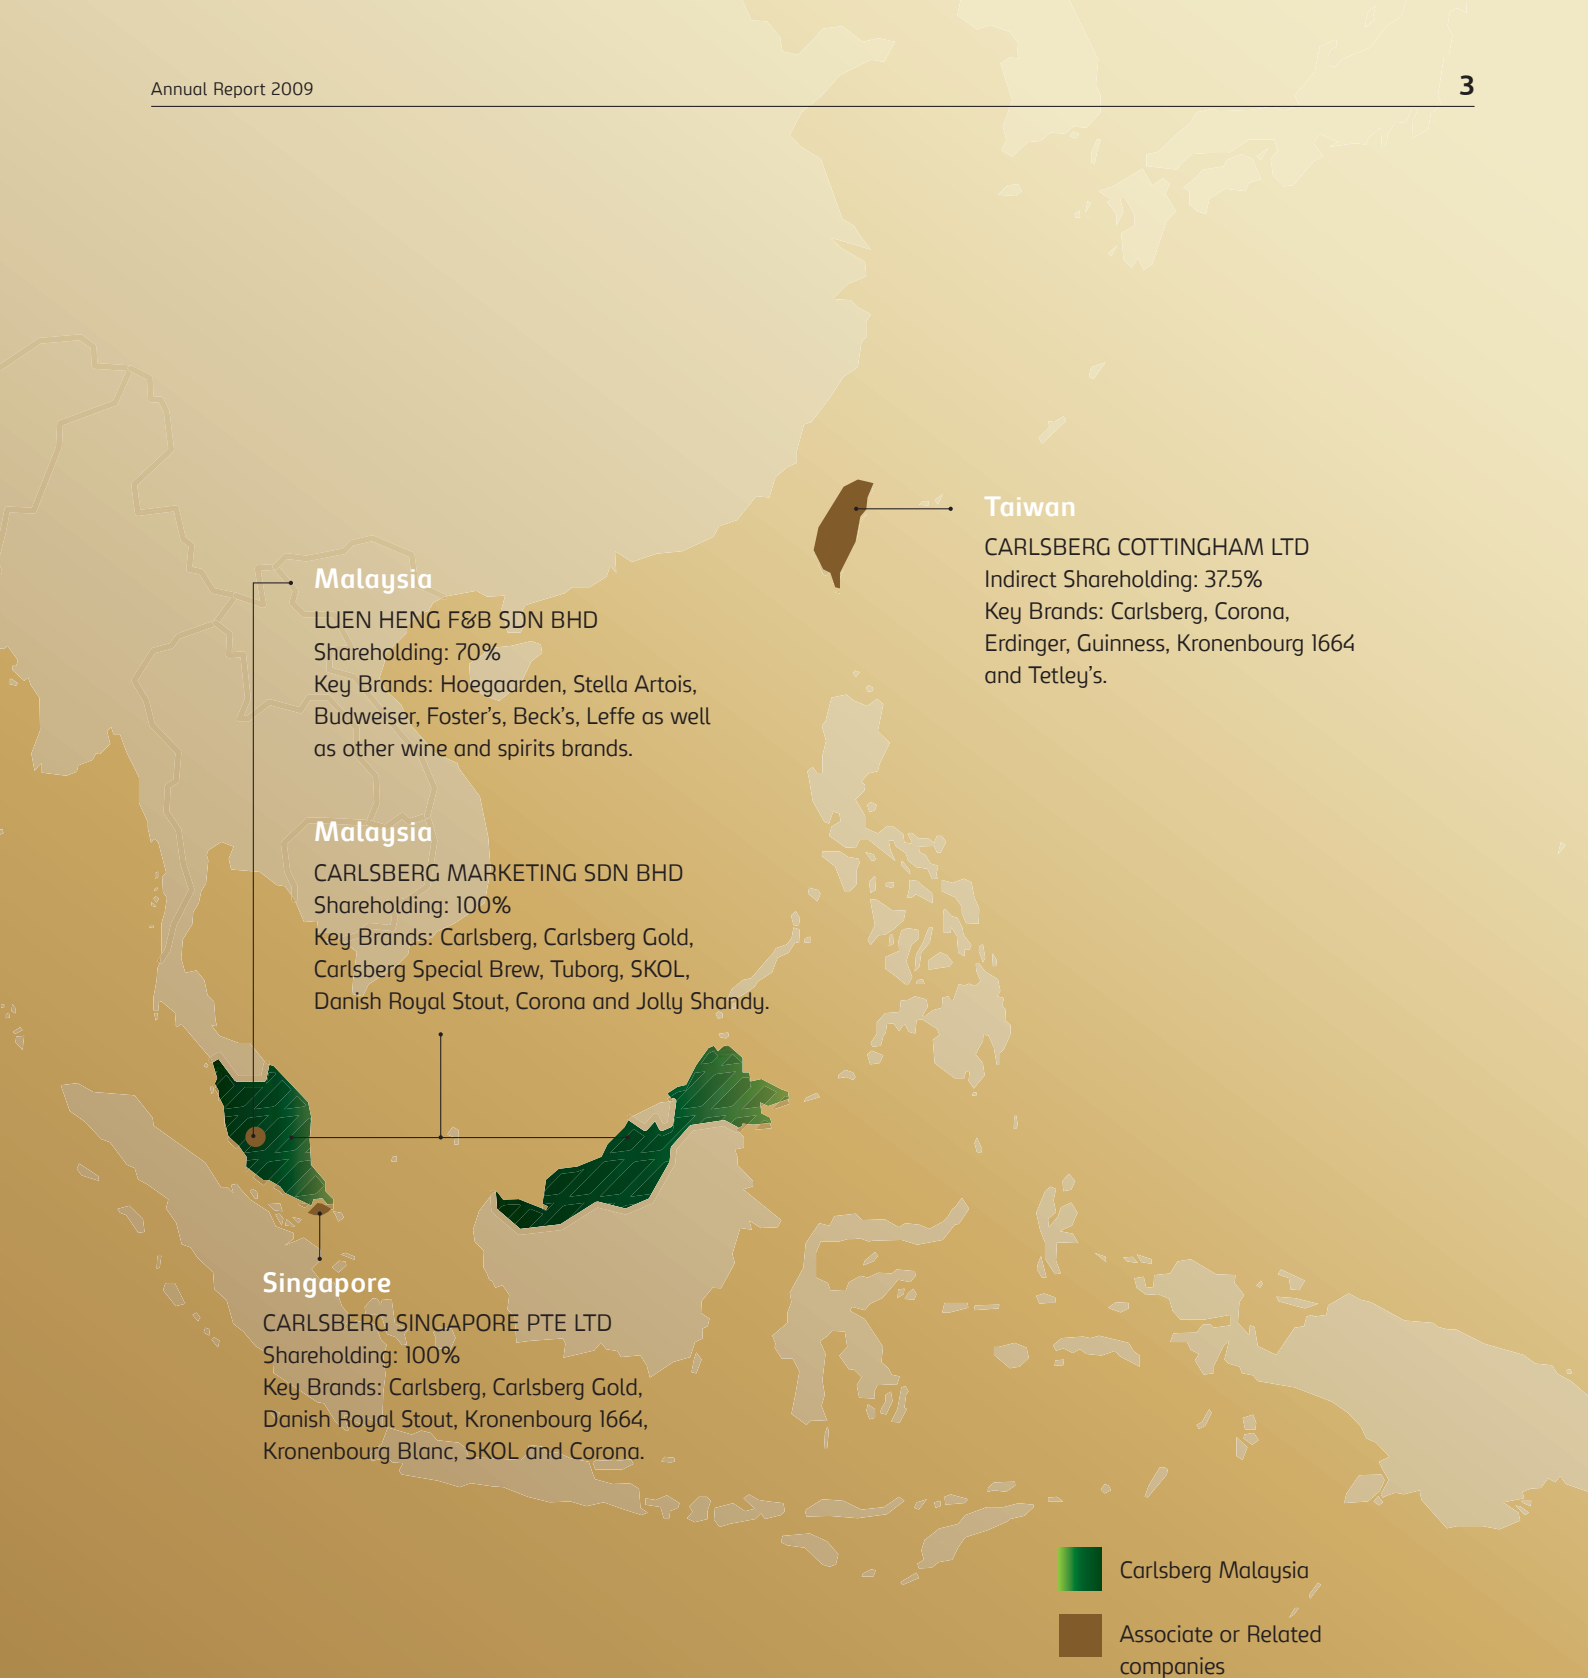 Annual Report 2009
3
Taiwan
CARLSBERG COTTINGHAM LTD
Indirect Shareholding: 37.5%
Key Brands: Carlsberg, Corona,
Erdinger, Guinness, Kronenbourg 1664
and Tetley's.
Malaysia
LUEN HENG F&B SDN BHD
Shareholding: 70%
Key Brands: Hoegaarden, Stella Artois,
Budweiser, Foster's, Beck's, Leffe as well
as other wine and spirits brands.
Malaysia
CARLSBERG MARKETING SDN BHD
Shareholding: 100%
Key Brands: Carlsberg, Carlsberg Gold,
Carlsberg Special Brew, Tuborg, SKOL,
Danish Royal Stout, Corona and Jolly Shandy.
Singapore
CARLSBERG SINGAPORE PTE LTD
Shareholding: 100%
Key Brands: Carlsberg, Carlsberg Gold,
Danish Royal Stout, Kronenbourg 1664,
Kronenbourg Blanc, SKOL and Corona.
Carlsberg Malaysia
Associate or Related
companies